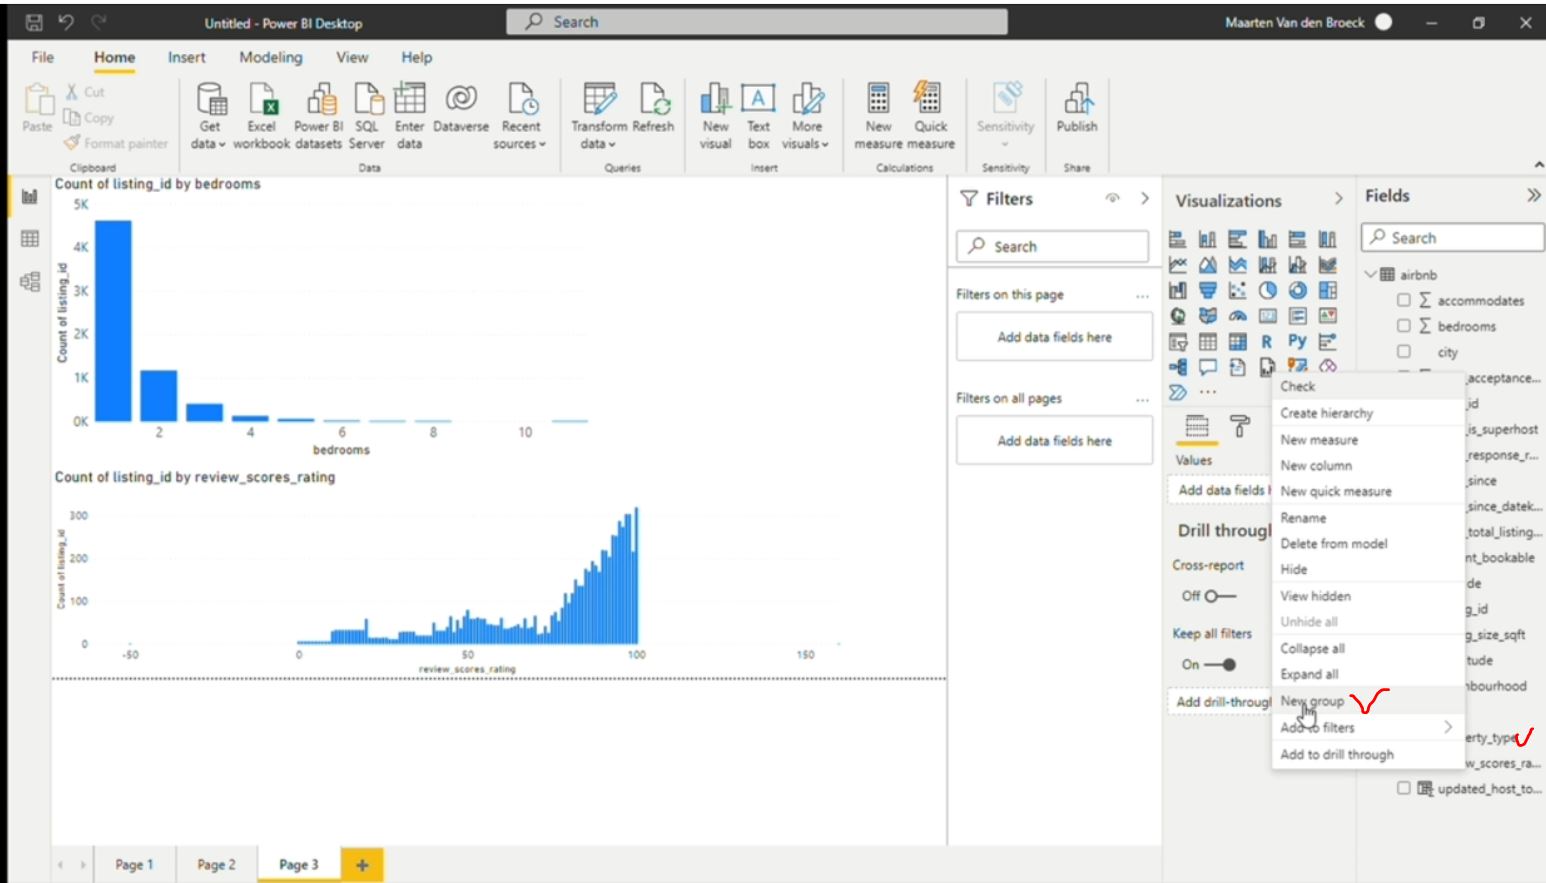 Untitled - Power BI Desktop
Search
Maarten Van den Broeck
File Home Insert Modeling View Help
Paste
Cut
Copy
Format painter
Clipboard
Get data
Excel workbook
Power BI datasets
SQL Server
Enter data
Dataverse
Recent sources
Data
Transform data
Refresh
Queries
New visual
Text box
More visuals
Insert
New measure
Quick measure
Calculations
Sensitivity
Sensitivity
Publish
Share
Count of listing_id by bedrooms
Count of listing_id
5K
4K
3K
2K
1K
0K
2 4 6 8 10
bedrooms
Count of listing_id by review_scores_rating
Count of listing_id
300
200
100
0
-50 0 50 100 150
review_scores_rating
Filters
Search
Filters on this page ...
Add data fields here
Filters on all pages ...
Add data fields here
Visualizations
R Py
...
Values
Add data fields h
Drill through
Cross-report
Off
Keep all filters
On
Add drill-throug
Check
Create hierarchy
New measure
New column
New quick measure
Rename
Delete from model
Hide
View hidden
Unhide all
Collapse all
Expand all
New group
Add to filters
Add to drill through
Fields
Search
airbnb
accommodates
bedrooms
city
_acceptance...
_id
_is_superhost
_response_r...
_since
_since_datek...
_total_listing...
nt_bookable
de
g_id
g_size_sqft
tude
nbourhood
erty_type
w_scores_ra...
updated_host_to...
Page 1
Page 2
Page 3
+